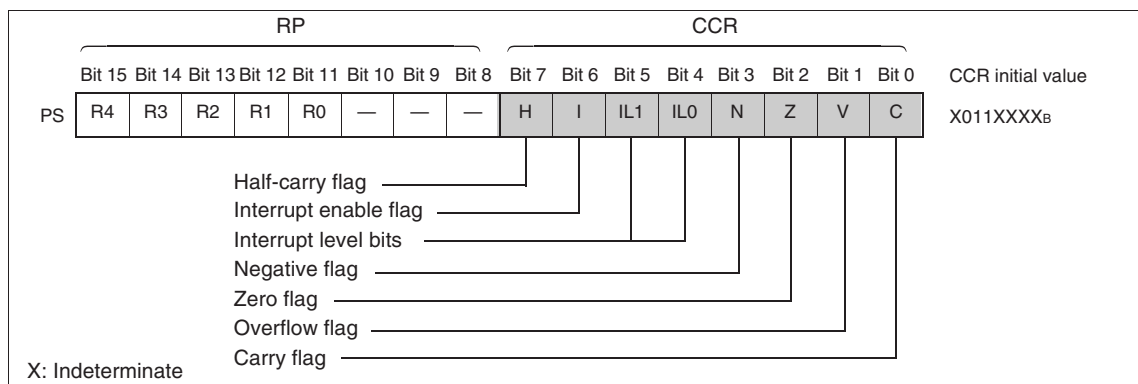 RP CCR
Bit 15 Bit 14 Bit 13 Bit 12 Bit 11 Bit 10 Bit 9 Bit 8 Bit 7 Bit 6 Bit 5 Bit 4 Bit 3 Bit 2 Bit 1 Bit 0 CCR initial value
PS R4 R3 R2 R1 R0 — — — H I IL1 IL0 N Z V C X011XXXXB
Half-carry flag
Interrupt enable flag
Interrupt level bits
Negative flag
Zero flag
Overflow flag
Carry flag
X: Indeterminate